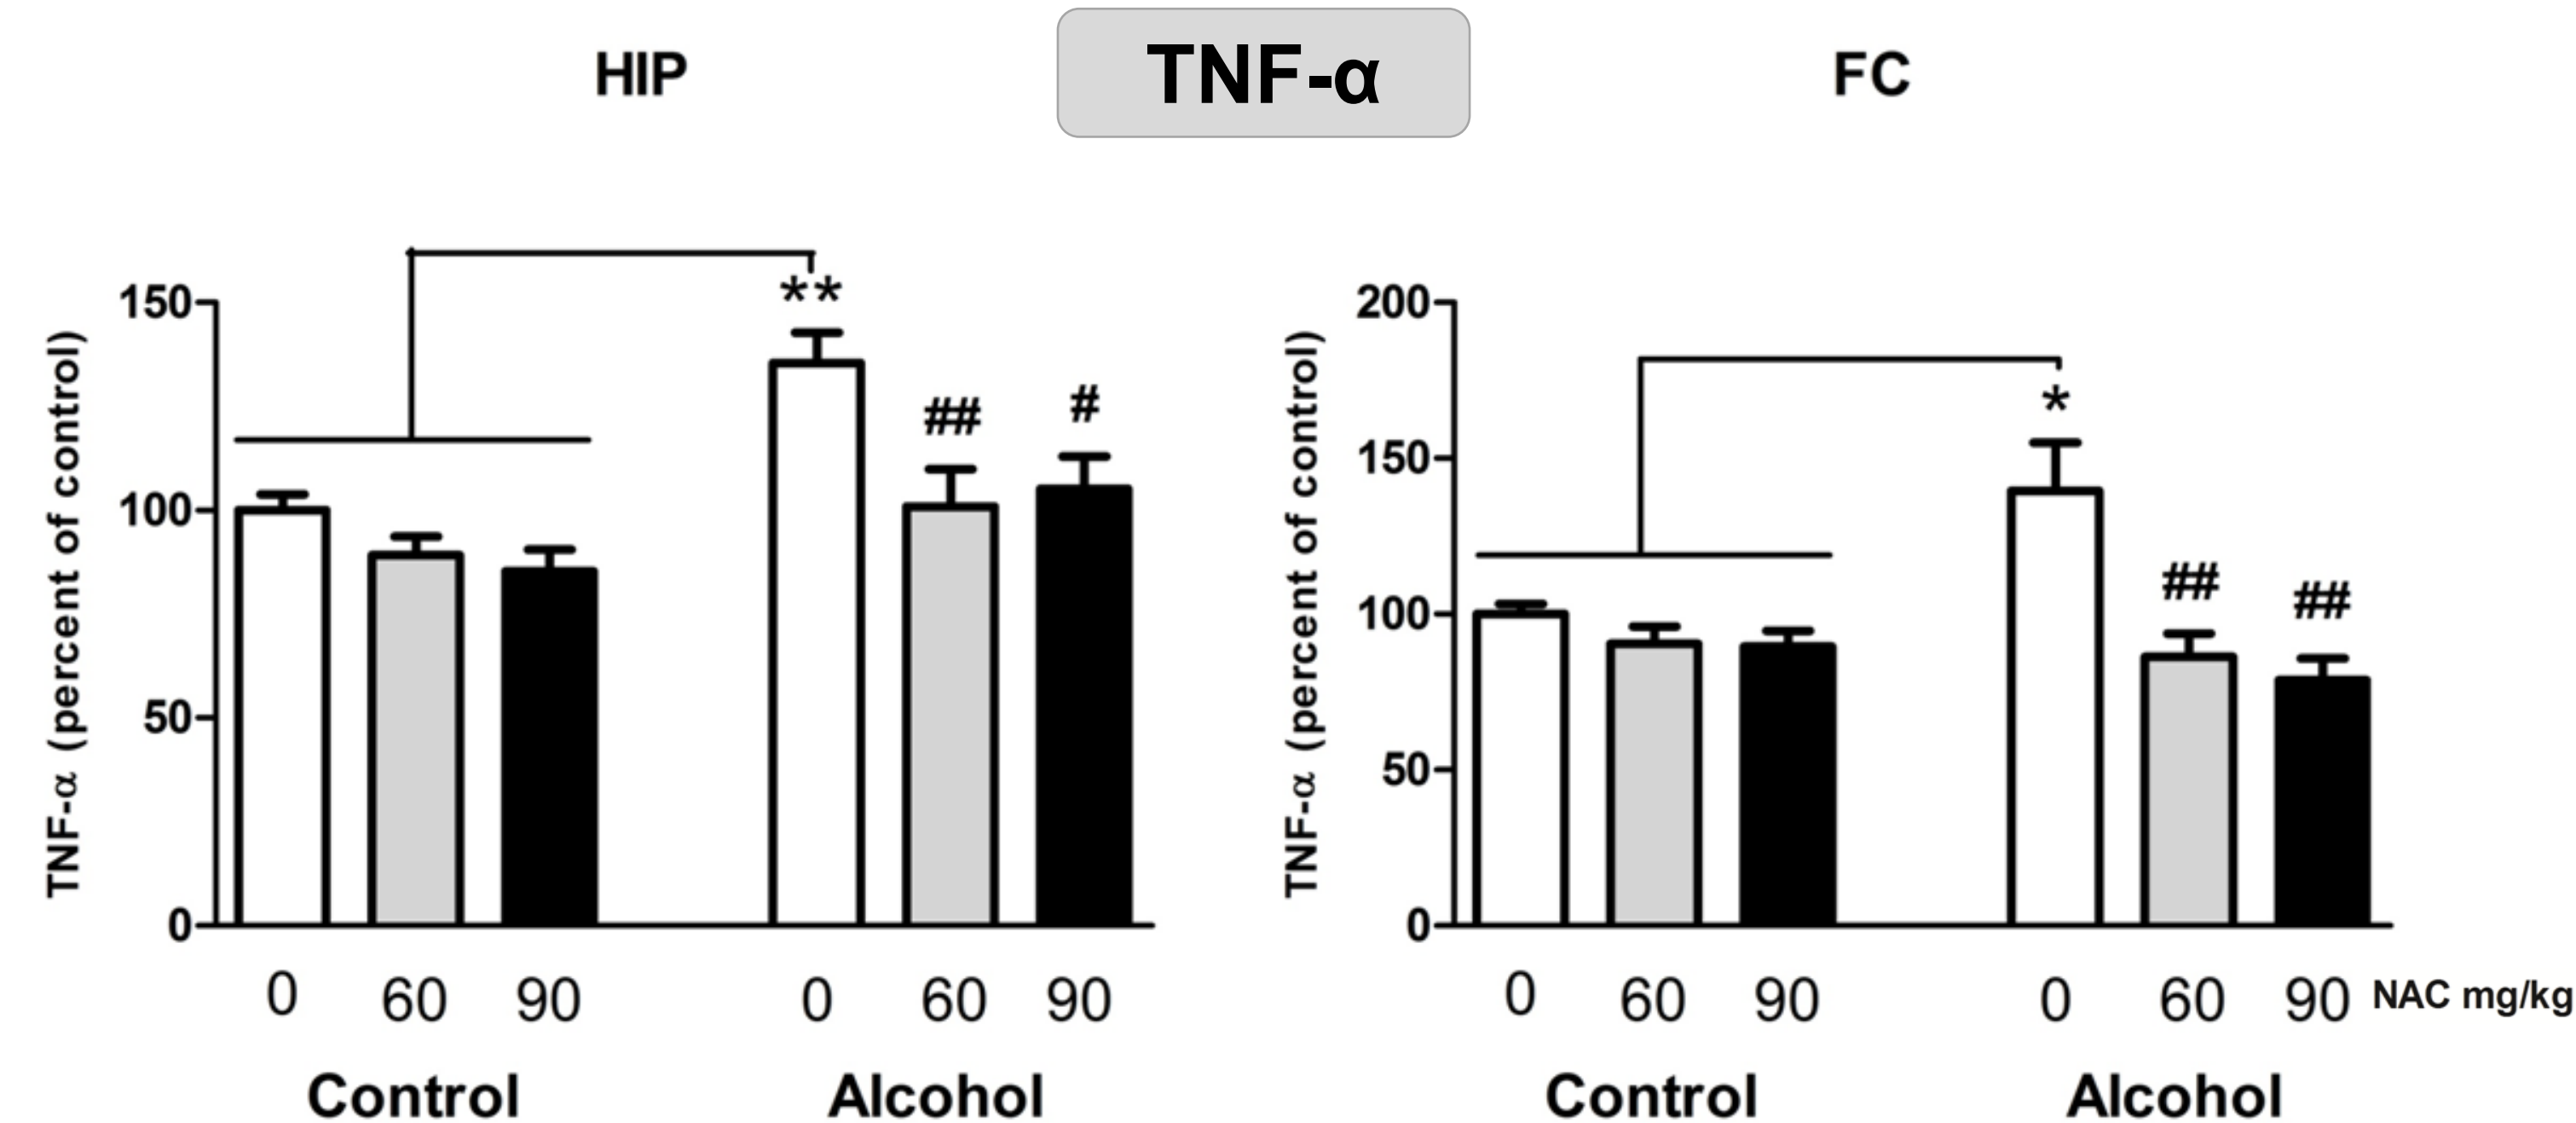 HIP
TNF-α
FC
TNF-α (percent of control)
150
100
50
0
**
##
#
0 60 90 0 60 90
Control Alcohol
TNF-α (percent of control)
200
150
100
50
0
*
##
##
0 60 90 0 60 90 NAC mg/kg
Control Alcohol